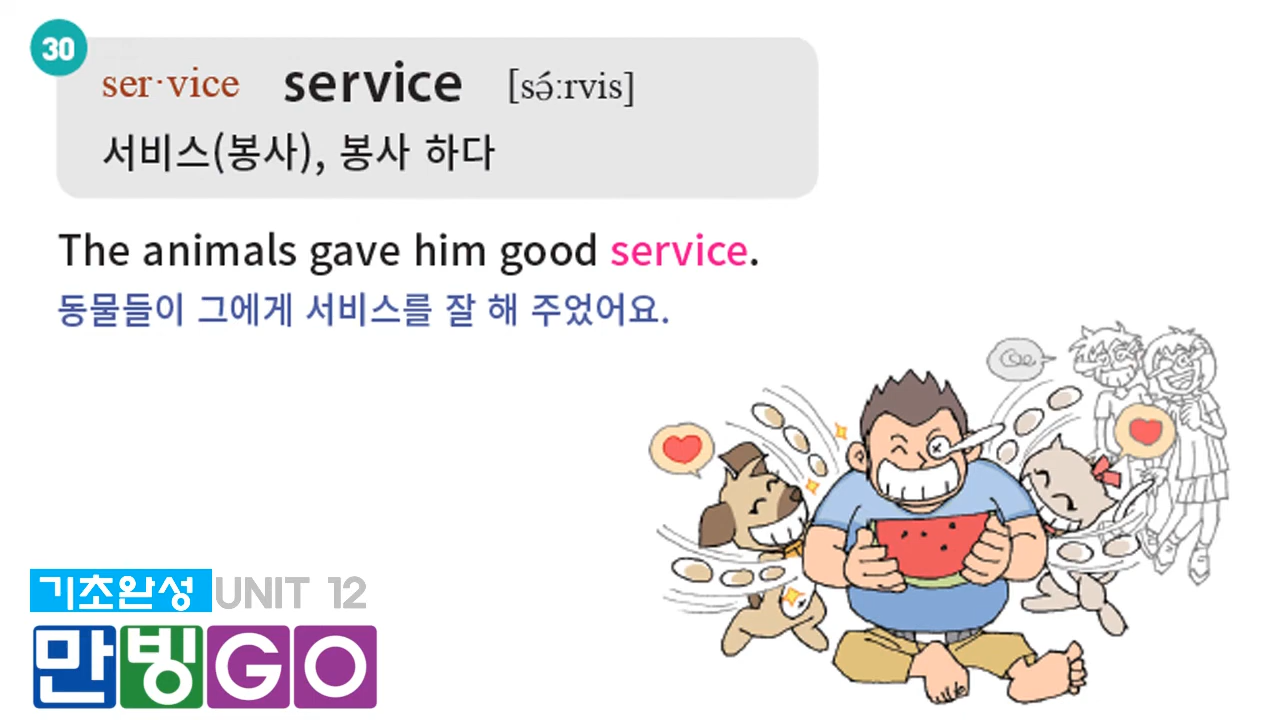 30
ser·vice service [sə́ːrvis]
서비스(봉사), 봉사 하다
The animals gave him good service.
동물들이 그에게 서비스를 잘 해 주었어요.
기초완성 UNIT 12
만빙GO